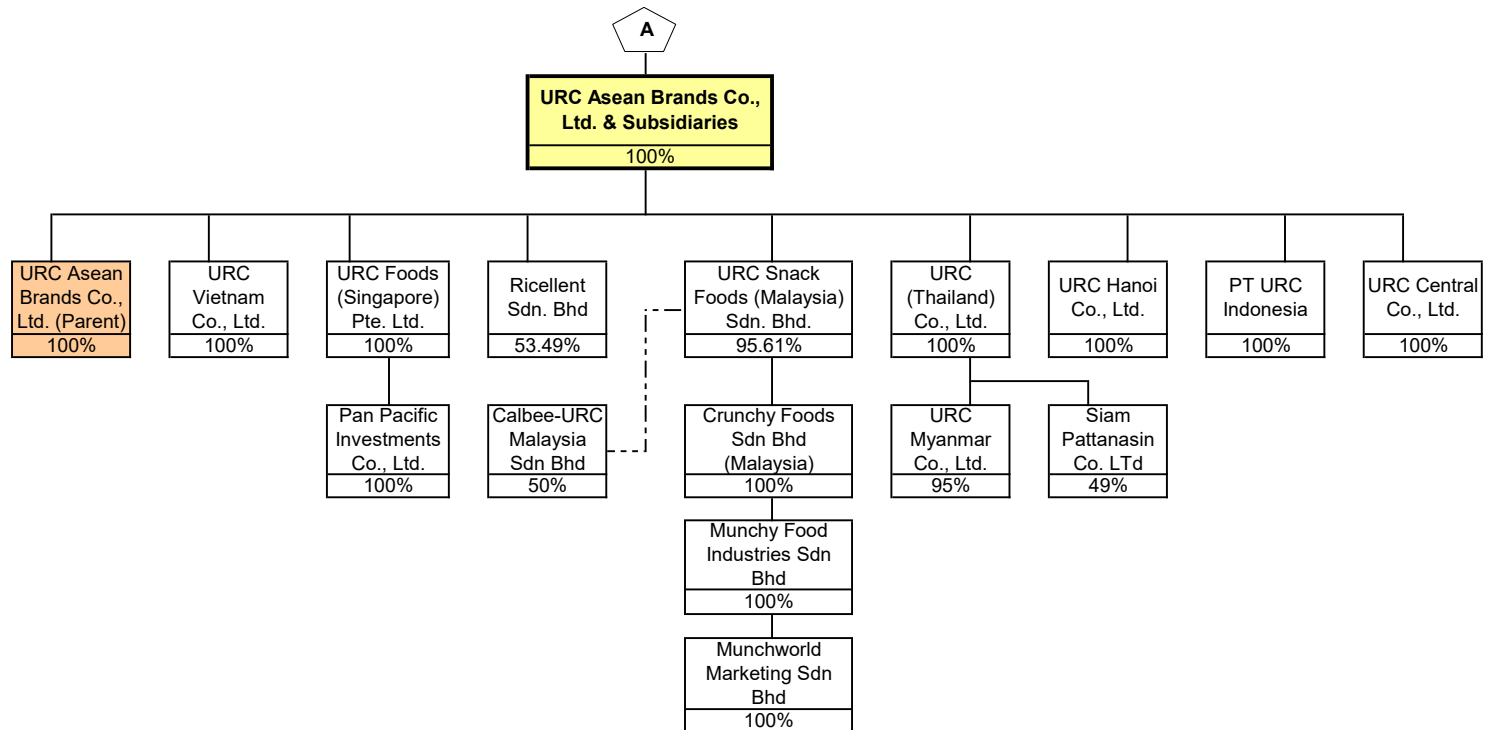 A
URC Asean Brands Co.,
Ltd. & Subsidiaries
100%
URC Asean
Brands Co.,
Ltd. (Parent)
100%
URC
Vietnam
Co., Ltd.
100%
URC Foods
(Singapore)
Pte. Ltd.
100%
Ricellent
Sdn. Bhd
53.49%
URC Snack
Foods (Malaysia)
Sdn. Bhd.
95.61%
URC
(Thailand)
Co., Ltd.
100%
URC Hanoi
Co., Ltd.
100%
PT URC
Indonesia
100%
URC Central
Co., Ltd.
100%
Pan Pacific
Investments
Co., Ltd.
100%
Calbee-URC
Malaysia
Sdn Bhd
50%
Crunchy Foods
Sdn Bhd
(Malaysia)
100%
URC
Myanmar
Co., Ltd.
95%
Siam
Pattanasin
Co. LTd
49%
Munchy Food
Industries Sdn
Bhd
100%
Munchworld
Marketing Sdn
Bhd
100%